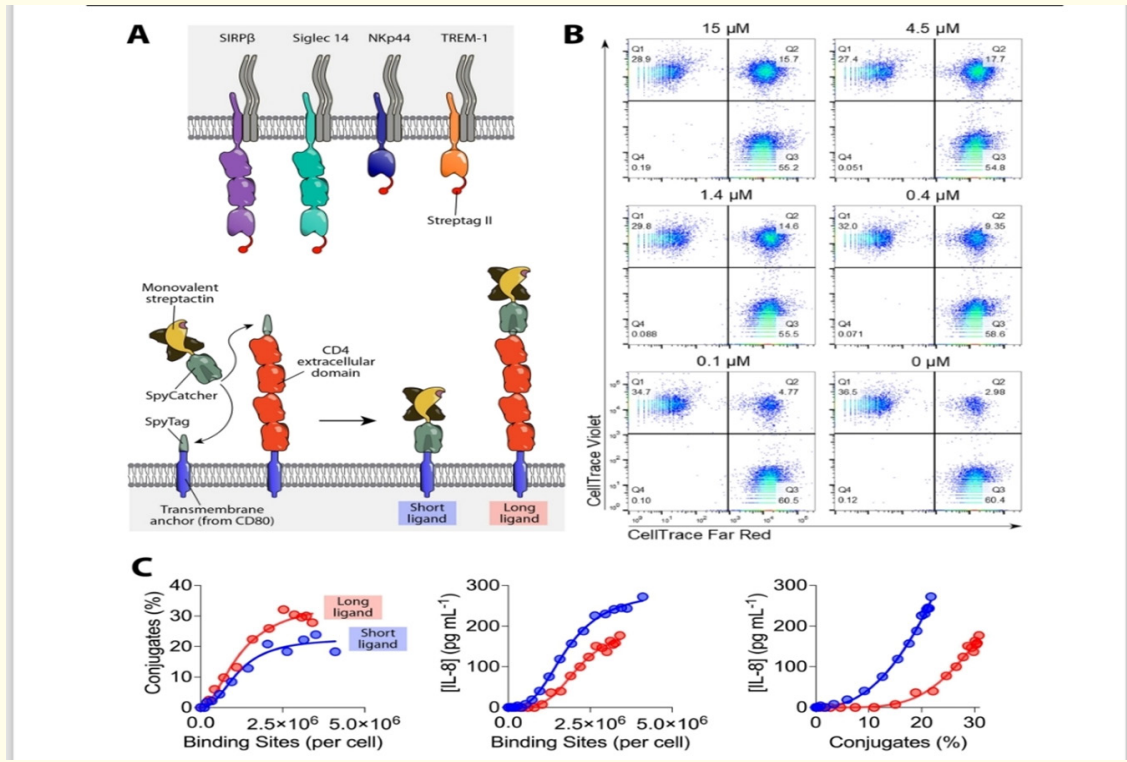 A
SIRPβ Siglec 14 NKp44 TREM-1
Streptag II
Monovalent
streptactin
SpyCatcher
SpyTag
CD4
extracellular
domain
Transmembrane
anchor (from CD80)
Short
ligand
Long
ligand
B
15 µM 4.5 µM
Q1
28.9
Q2
15.7
Q4
0.19
Q3
55.2
Q1
27.4
Q2
17.7
Q4
0.051
Q3
54.8
1.4 µM 0.4 µM
Q1
29.8
Q2
14.6
Q4
0.088
Q3
55.5
Q1
32.0
Q2
9.35
Q4
0.071
Q3
58.6
0.1 µM 0 µM
Q1
34.7
Q2
4.77
Q4
0.10
Q3
60.5
Q1
36.5
Q2
2.98
Q4
0.12
Q3
60.4
CellTrace Violet
CellTrace Far Red
C
Conjugates (%)
40
30
20
10
0
Long
ligand
Short
ligand
0.0 2.5×10⁶ 5.0×10⁶
Binding Sites (per cell)
[IL-8] (pg mL⁻¹)
300
200
100
0
0.0 2.5×10⁶ 5.0×10⁶
Binding Sites (per cell)
[IL-8] (pg mL⁻¹)
300
200
100
0
0 10 20 30
Conjugates (%)